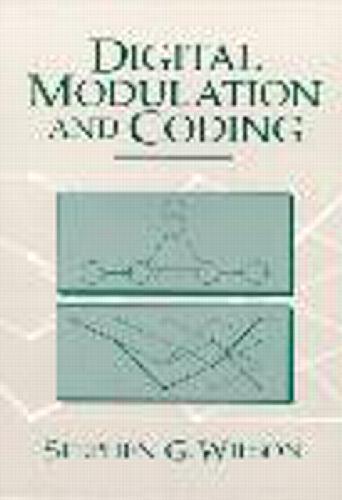 DIGITAL
MODULATION
AND CODING
STEPHEN G. WILSON